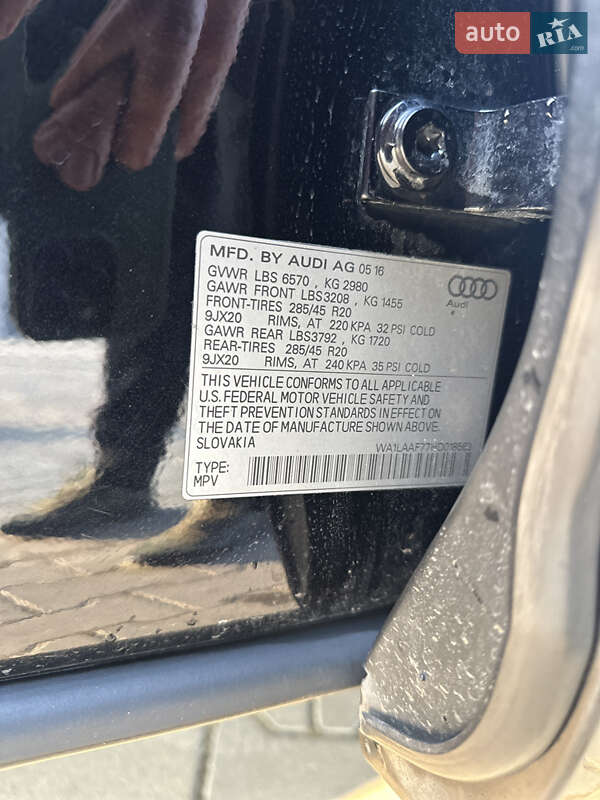 auto RIA .com
MFD. BY AUDI AG 05 16
GVWR LBS 6570 , KG 2980
GAWR FRONT LBS3208 , KG 1455
FRONT-TIRES 285/45 R20
9JX20 RIMS, AT 220 KPA 32 PSI COLD
GAWR REAR LBS3792 , KG 1720
REAR-TIRES 285/45 R20
9JX20 RIMS, AT 240 KPA 35 PSI COLD
Audi
THIS VEHICLE CONFORMS TO ALL APPLICABLE
U.S. FEDERAL MOTOR VEHICLE SAFETY AND
THEFT PREVENTION STANDARDS IN EFFECT ON
THE DATE OF MANUFACTURE SHOWN ABOVE.
SLOVAKIA
TYPE:
MPV